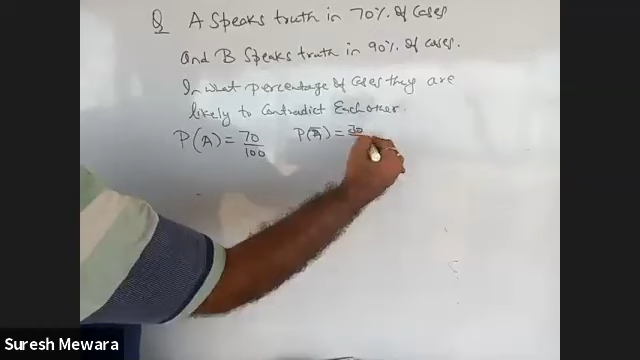 Q A Speaks truth in 70% of Cases
and B Speaks truth in 90% of cases.
In what percentage of cases they are
likely to Contradict Each other.
P(A) = 70/100 P(A̅) = 30
Suresh Mewara